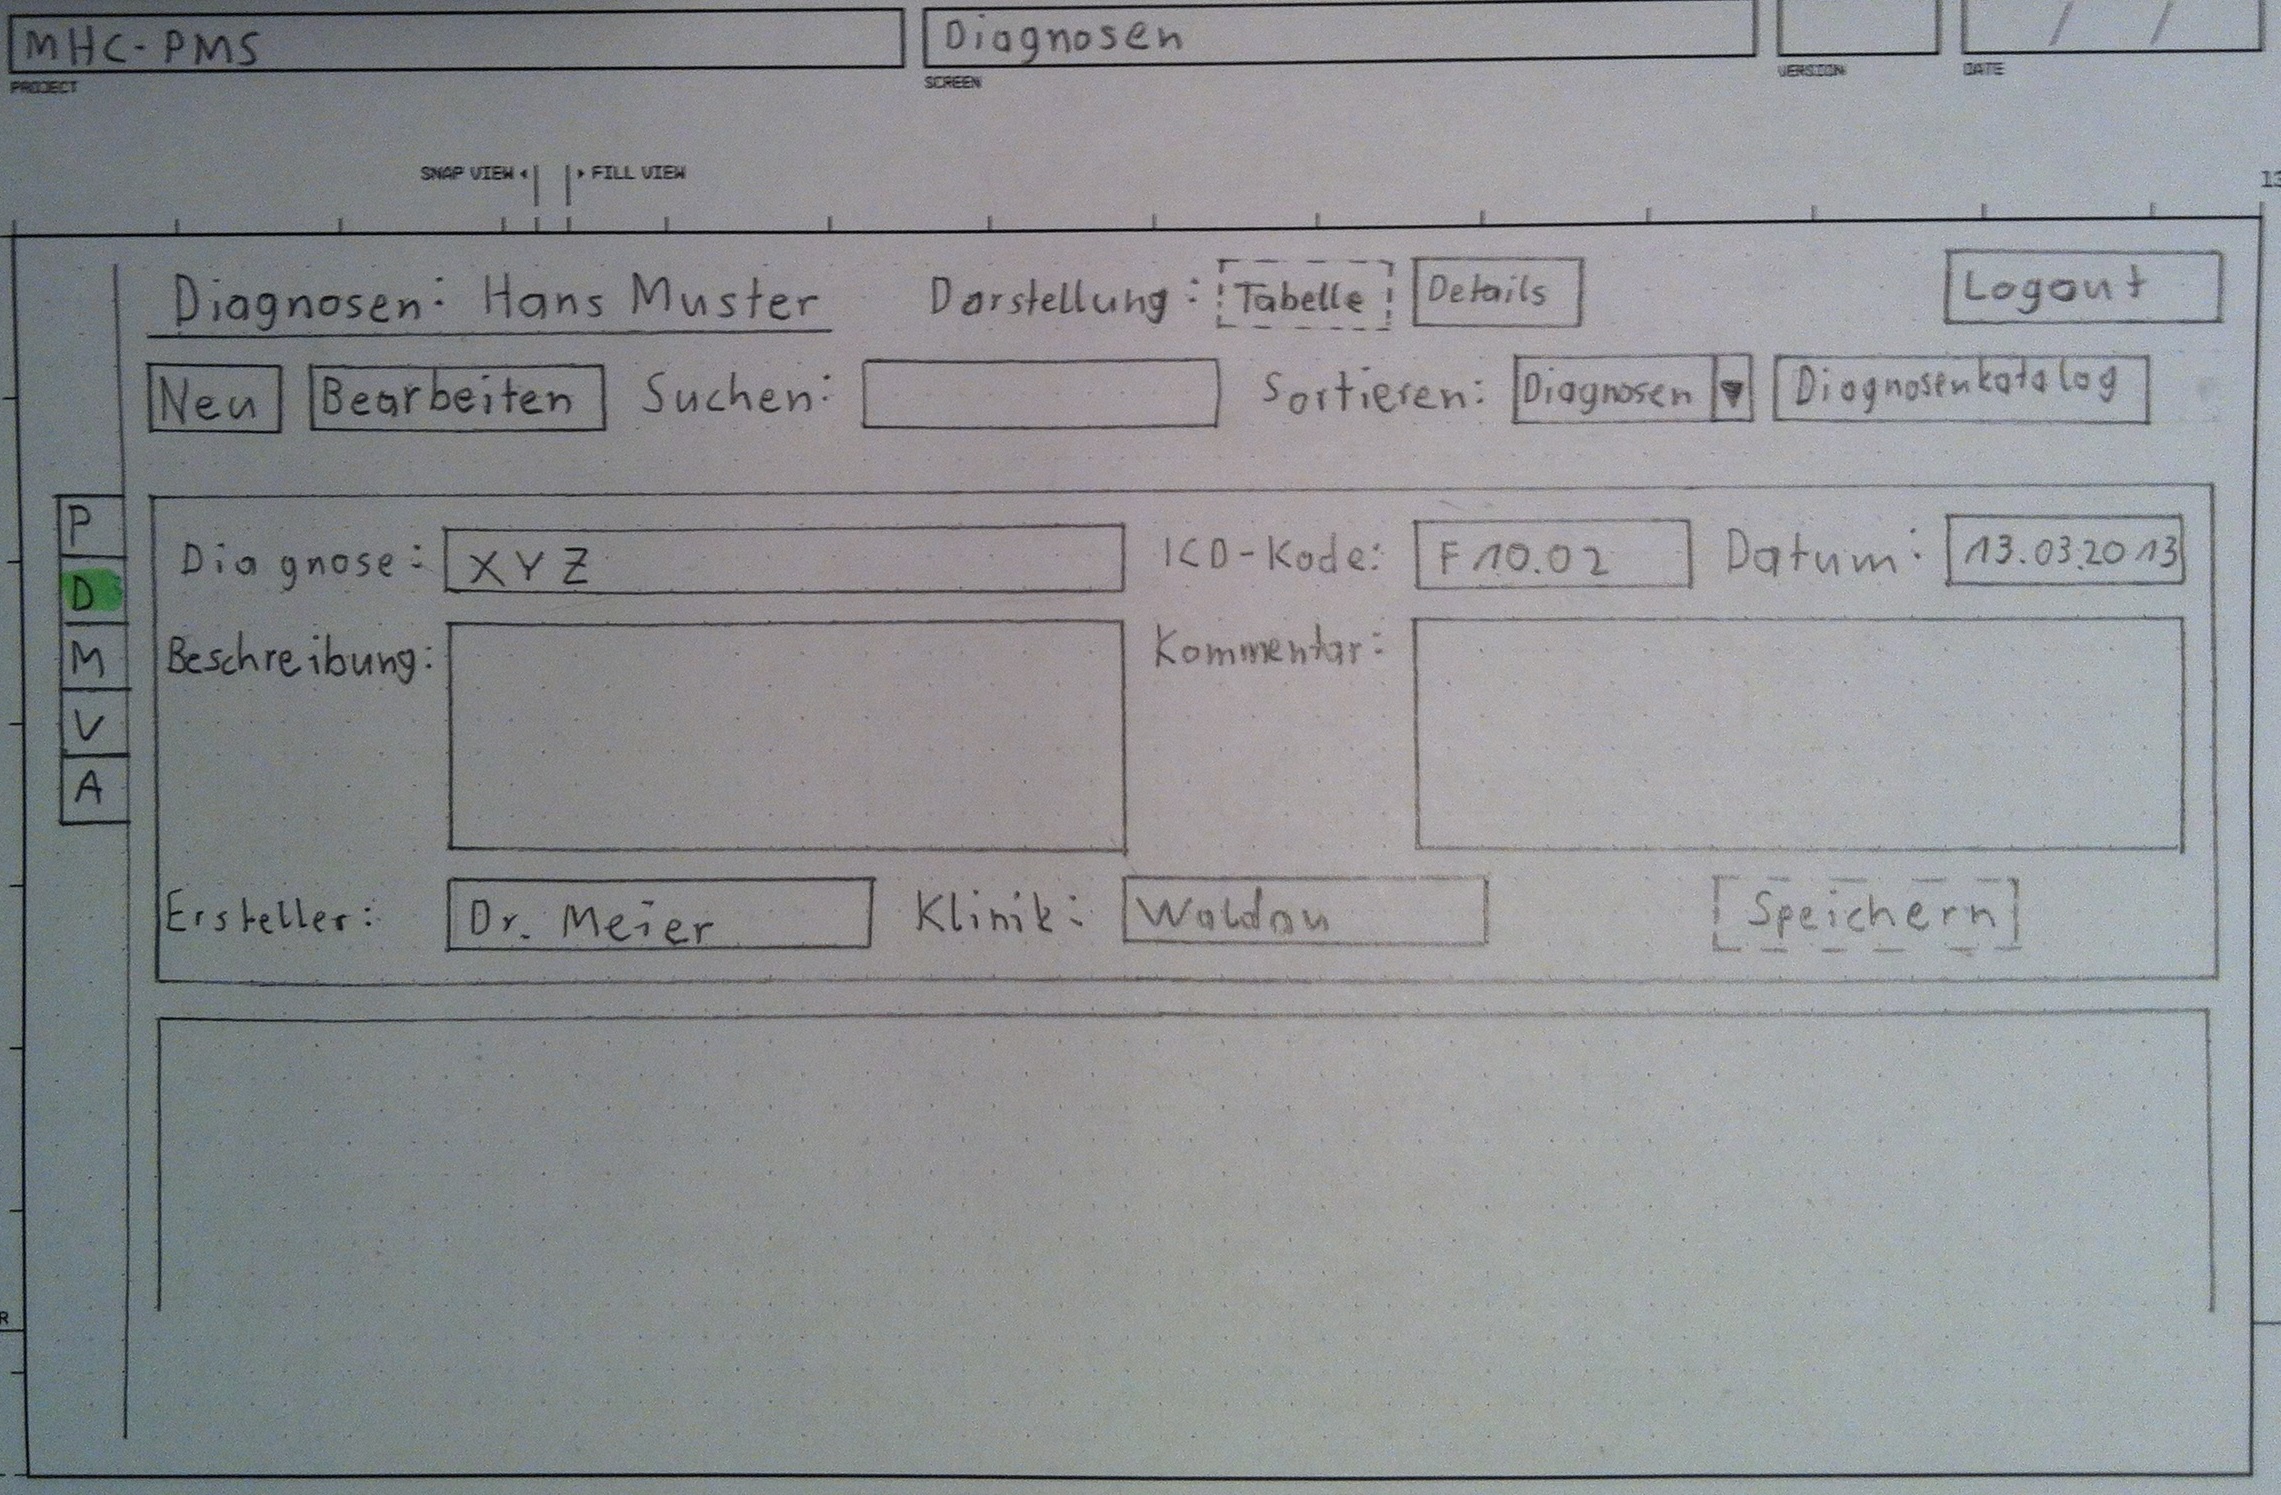 MHC-PMS Diagnosen
PROJECT SCREEN VERSION DATE
/ /
SNAP VIEW FILL VIEW
13
Diagnosen: Hans Muster Darstellung: Tabelle Details Logout
Neu Bearbeiten Suchen: Sortieren: Diagnosen ▼ Diagnosenkatalog
P
D
M
V
A
Diagnose: XYZ ICD-Kode: F10.02 Datum: 13.03.2013
Beschreibung: Kommentar:
Ersteller: Dr. Meier Klinik: Waldau Speichern
R